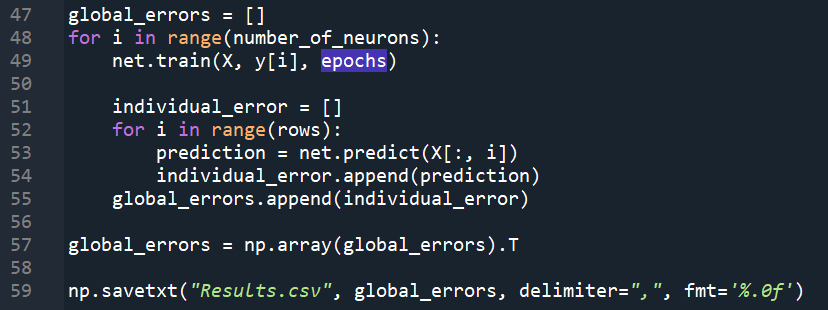 47 global_errors = []
48 for i in range(number_of_neurons):
49     net.train(X, y[i], epochs)
50
51     individual_error = []
52     for i in range(rows):
53         prediction = net.predict(X[:, i])
54         individual_error.append(prediction)
55     global_errors.append(individual_error)
56
57 global_errors = np.array(global_errors).T
58
59 np.savetxt("Results.csv", global_errors, delimiter=",", fmt='%.0f')